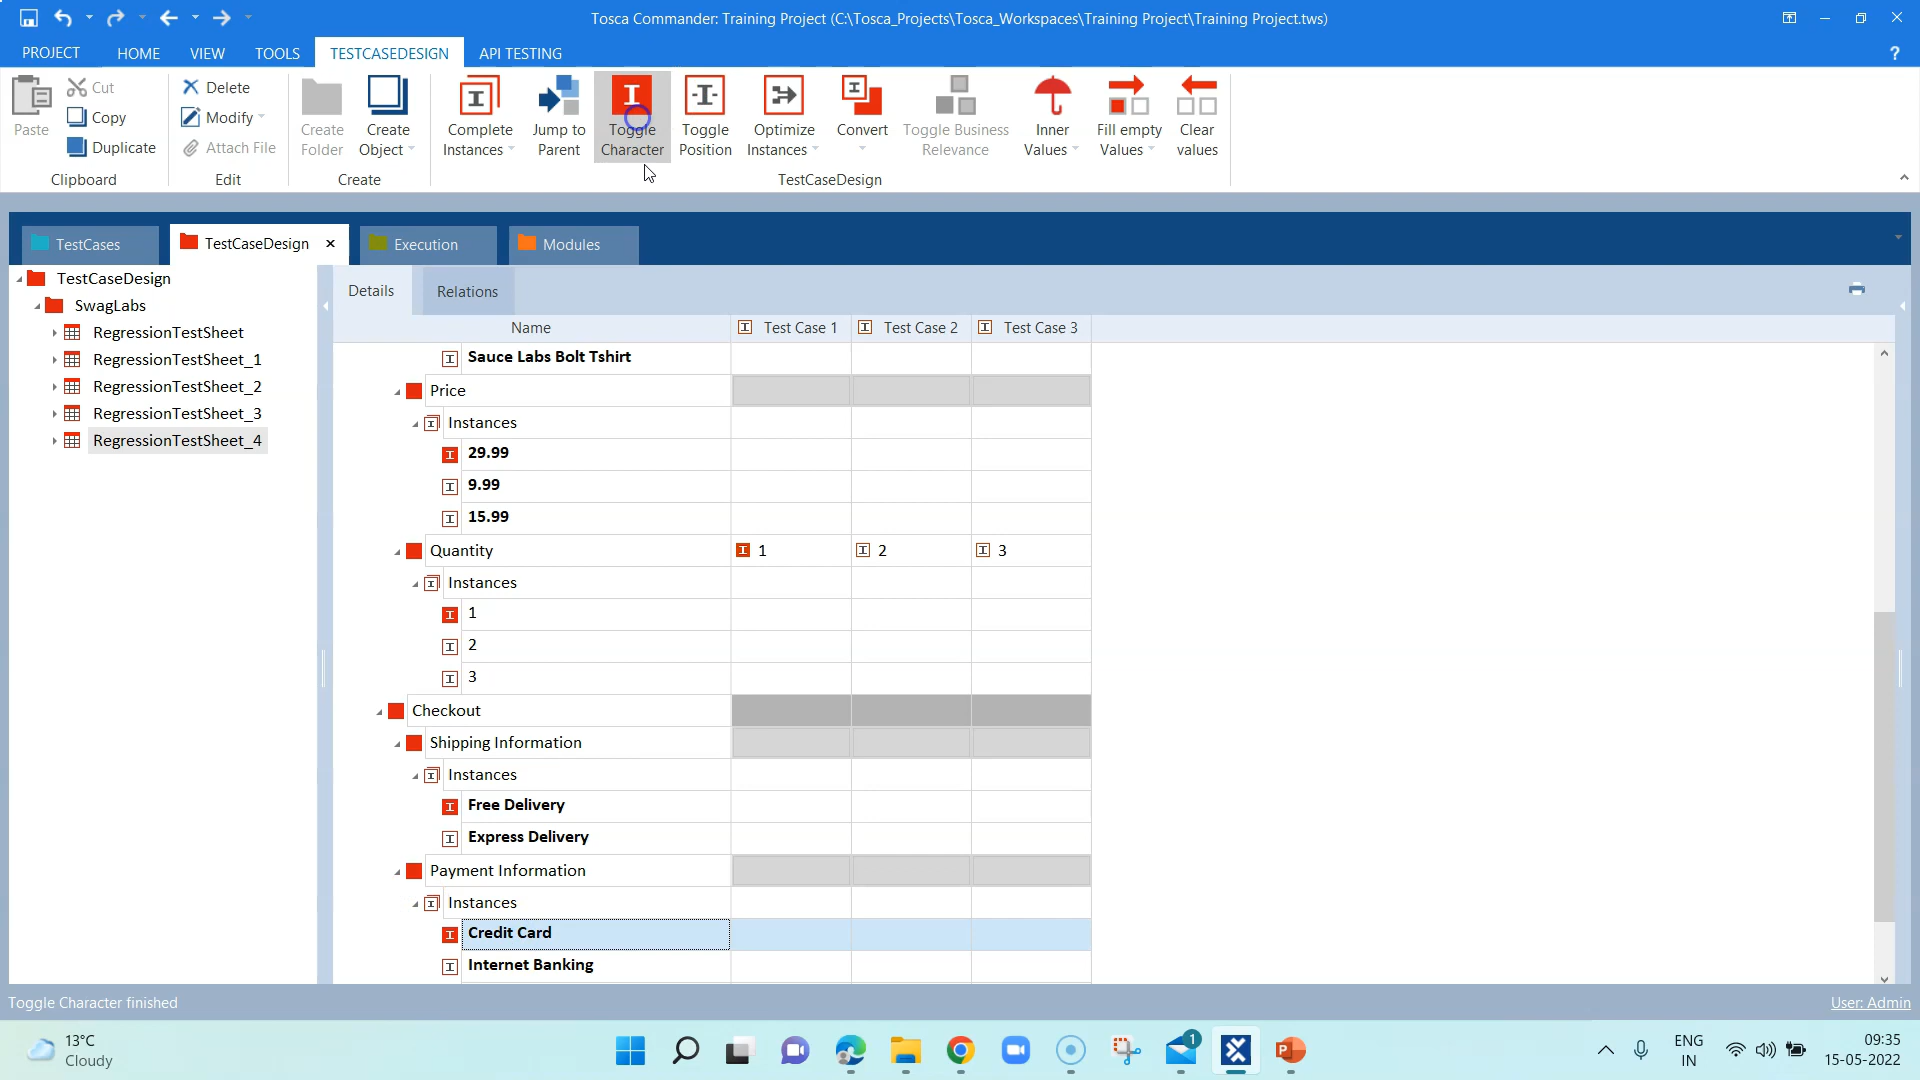 Tosca Commander: Training Project (C:\Tosca_Projects\Tosca_Workspaces\Training Project\Training Project.tws)
PROJECT HOME VIEW TOOLS TESTCASEDESIGN API TESTING ?
Paste
Cut
Copy
Duplicate
Clipboard
Delete
Modify
Attach File
Edit
Create
Folder
Create
Object
Create
Complete
Instances
Jump to
Parent
Toggle
Character
Toggle
Position
Optimize
Instances
Convert
Toggle Business
Relevance
Inner
Values
Fill empty
Values
Clear
values
TestCaseDesign
TestCases TestCaseDesign Execution Modules
TestCaseDesign
SwagLabs
RegressionTestSheet
RegressionTestSheet_1
RegressionTestSheet_2
RegressionTestSheet_3
RegressionTestSheet_4
Details Relations
Name Test Case 1 Test Case 2 Test Case 3
Sauce Labs Bolt Tshirt
Price
Instances
29.99
9.99
15.99
Quantity 1 2 3
Instances
1
2
3
Checkout
Shipping Information
Instances
Free Delivery
Express Delivery
Payment Information
Instances
Credit Card
Internet Banking
Toggle Character finished User: Admin
13°C
Cloudy
1
ENG
IN
09:35
15-05-2022